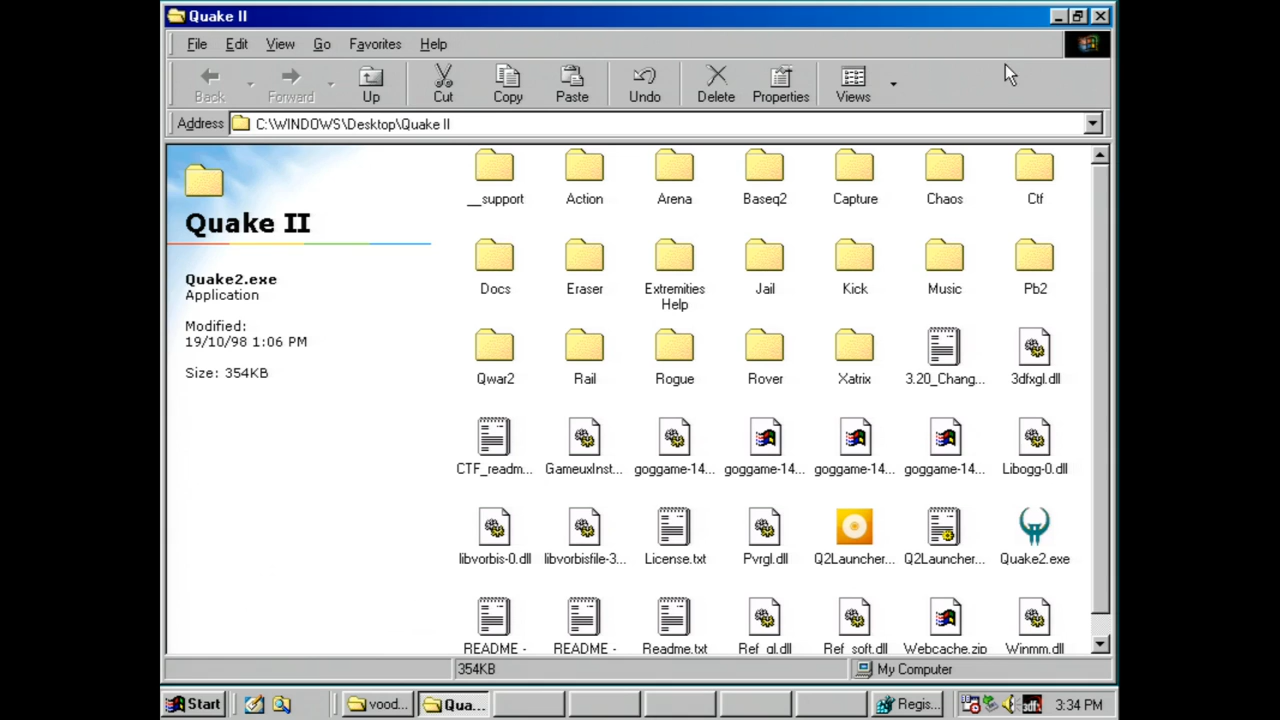 Quake II
File Edit View Go Favorites Help
Back Forward Up Cut Copy Paste Undo Delete Properties Views
Address C:\WINDOWS\Desktop\Quake II
Quake II
Quake2.exe
Application
Modified:
19/10/98 1:06 PM
Size: 354KB
__support Action Arena Baseq2 Capture Chaos Ctf
Docs Eraser Extremities Jail Kick Music Pb2
Help
Qwar2 Rail Rogue Rover Xatrix 3.20_Chang... 3dfxgl.dll
CTF_readm... GameuxInst... goggame-14... goggame-14... goggame-14... goggame-14... Libogg-0.dll
libvorbis-0.dll libvorbisfile-3... License.txt Pvrgl.dll Q2Launcher... Q2Launcher... Quake2.exe
README - README - Readme.txt Ref_gl.dll Ref_soft.dll Webcache.zip Winmm.dll
354KB My Computer
Start vood... Qua... Regis... 3:34 PM